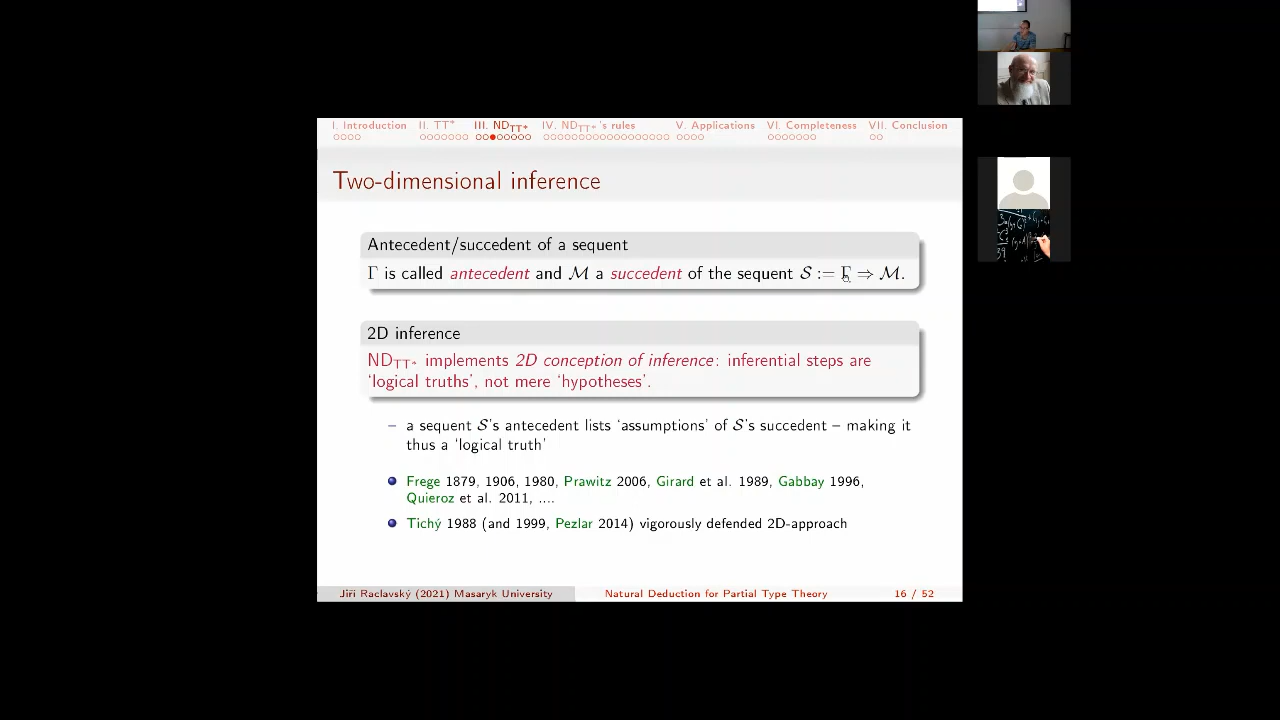 I. Introduction II. TT* III. ND_TT* IV. ND_TT*'s rules V. Applications VI. Completeness VII. Conclusion
Two-dimensional inference
Antecedent/succedent of a sequent
Γ is called antecedent and ℳ a succedent of the sequent 𝒮 := Γ ⇒ ℳ.
2D inference
ND_TT* implements 2D conception of inference: inferential steps are
'logical truths', not mere 'hypotheses'.
– a sequent 𝒮's antecedent lists 'assumptions' of 𝒮's succedent – making it
thus a 'logical truth'
Frege 1879, 1906, 1980, Prawitz 2006, Girard et al. 1989, Gabbay 1996,
Quieroz et al. 2011, ....
Tichý 1988 (and 1999, Pezlar 2014) vigorously defended 2D-approach
Jiří Raclavský (2021) Masaryk University Natural Deduction for Partial Type Theory 16 / 52